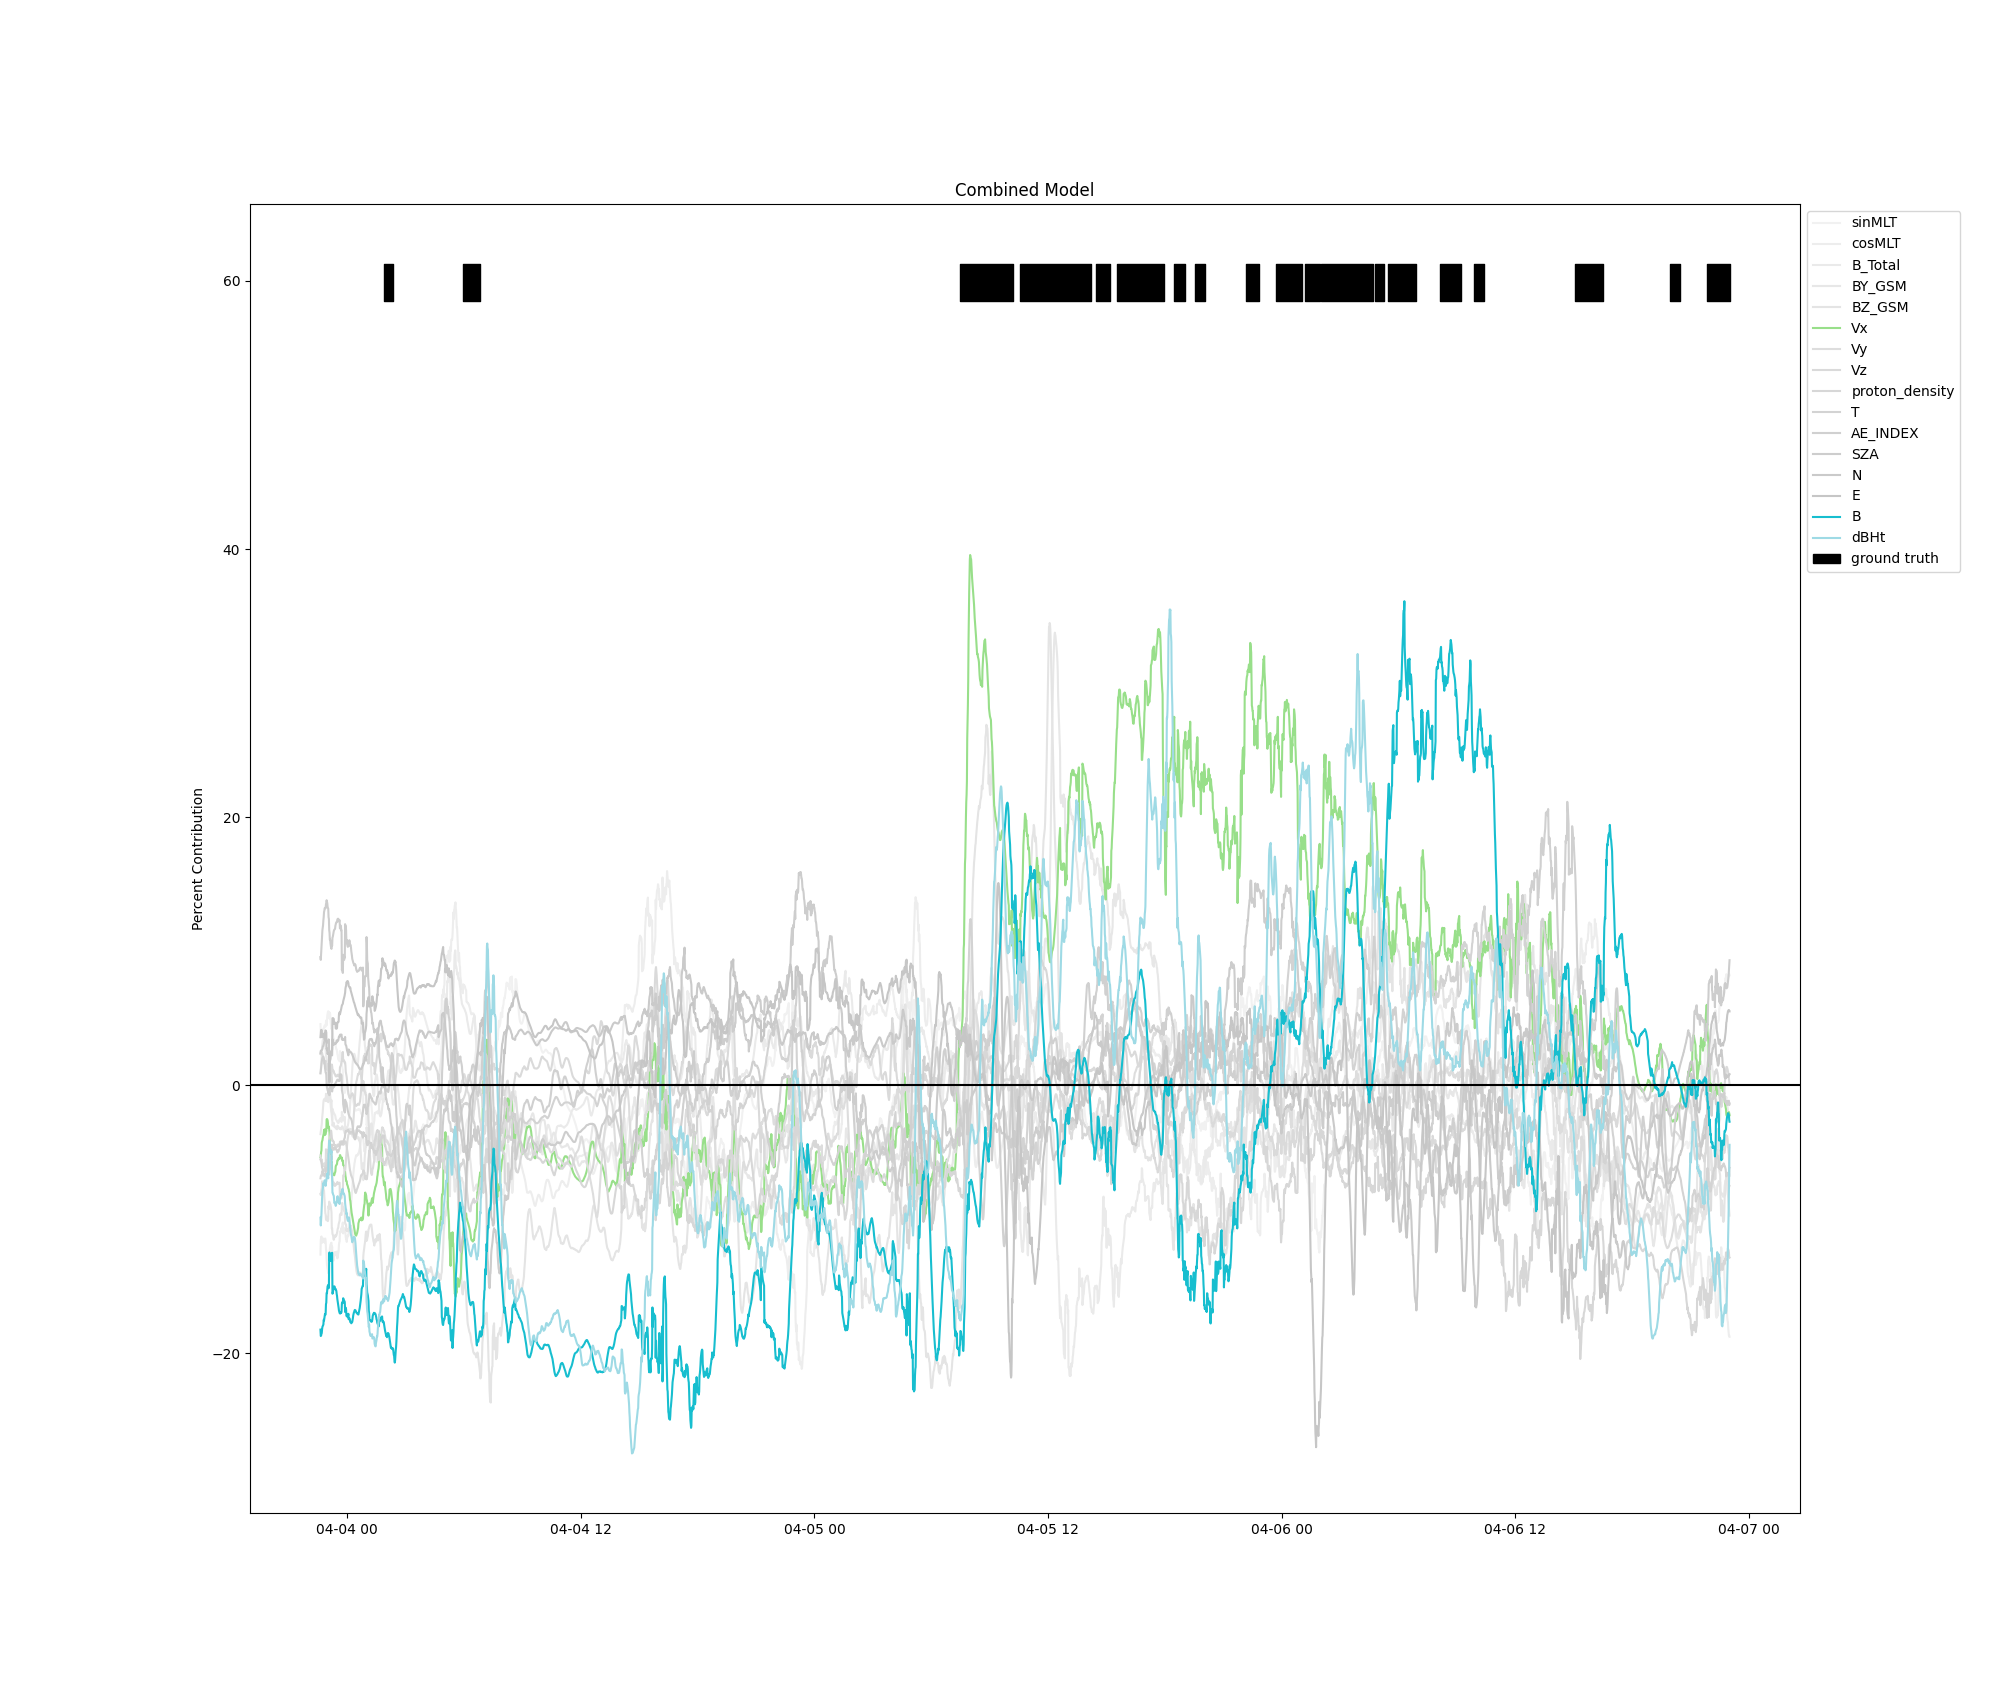 Combined Model
Percent Contribution
60
40
20
0
−20
04-04 00
04-04 12
04-05 00
04-05 12
04-06 00
04-06 12
04-07 00
sinMLT
cosMLT
B_Total
BY_GSM
BZ_GSM
Vx
Vy
Vz
proton_density
T
AE_INDEX
SZA
N
E
B
dBHt
ground truth